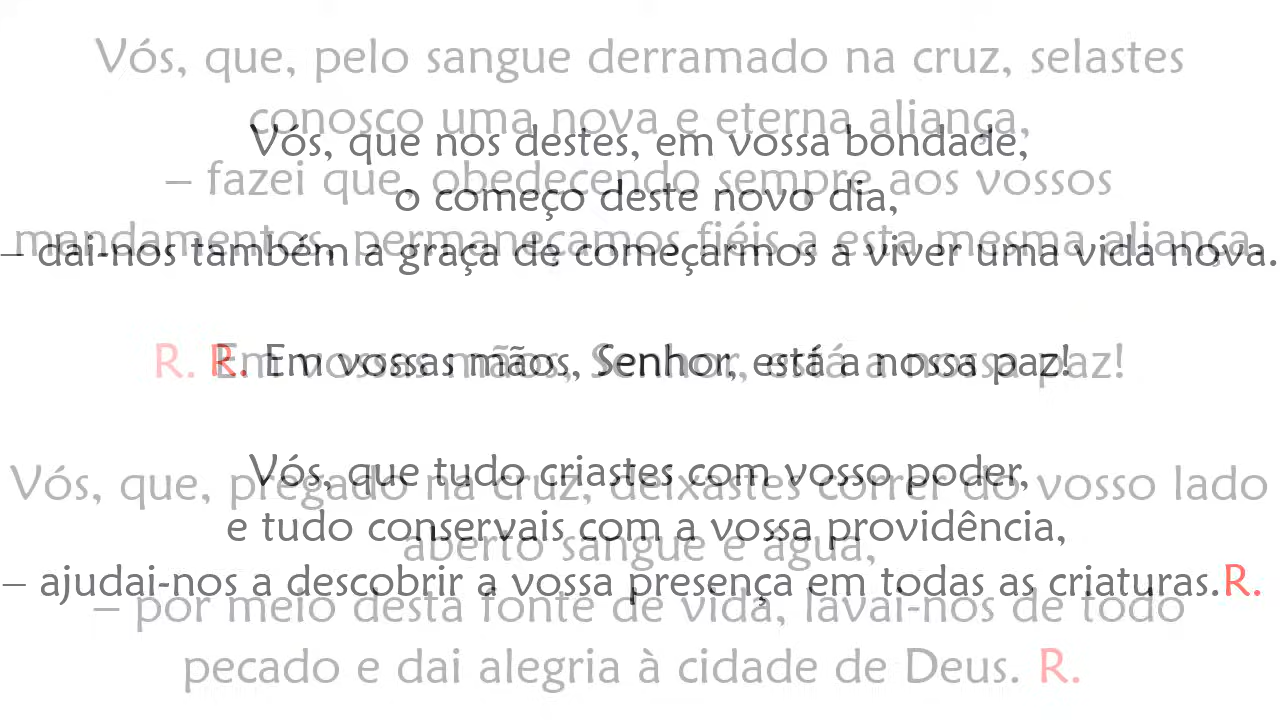 Vós, que, pelo sangue derramado na cruz, selastes
conosco uma nova e eterna aliança,
– fazei que, obedecendo sempre aos vossos
mandamentos, permaneçamos fiéis a esta mesma aliança.
R. Em vossas mãos, Senhor, está a nossa paz!
Vós, que, pregado na cruz, deixastes correr do vosso lado
aberto sangue e água,
– por meio desta fonte de vida, lavai-nos de todo
pecado e dai alegria à cidade de Deus. R.
Vós, que nos destes, em vossa bondade,
o começo deste novo dia,
– dai-nos também a graça de começarmos a viver uma vida nova.
R. Em vossas mãos, Senhor, está a nossa paz!
Vós, que tudo criastes com vosso poder,
e tudo conservais com a vossa providência,
– ajudai-nos a descobrir a vossa presença em todas as criaturas.R.